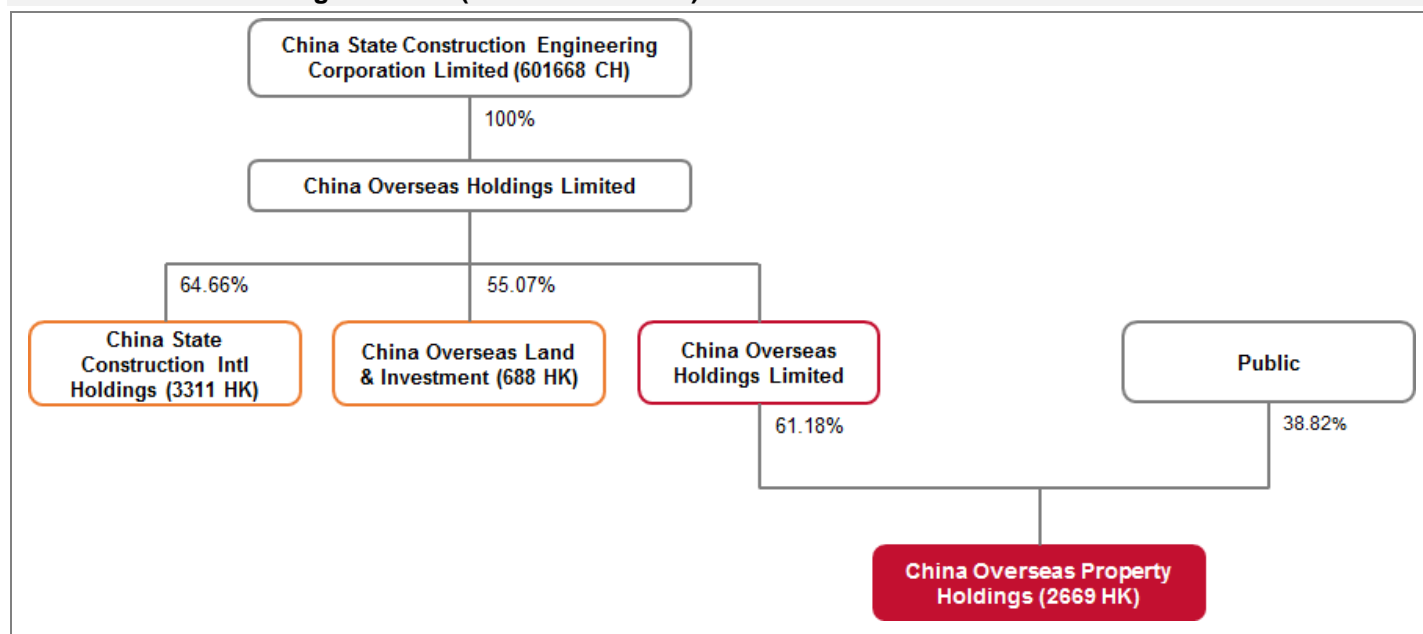 China State Construction Engineering
Corporation Limited (601668 CH)
100%
China Overseas Holdings Limited
64.66%
55.07%
China State
Construction Intl
Holdings (3311 HK)
China Overseas Land
& Investment (688 HK)
China Overseas
Holdings Limited
Public
61.18%
38.82%
China Overseas Property
Holdings (2669 HK)